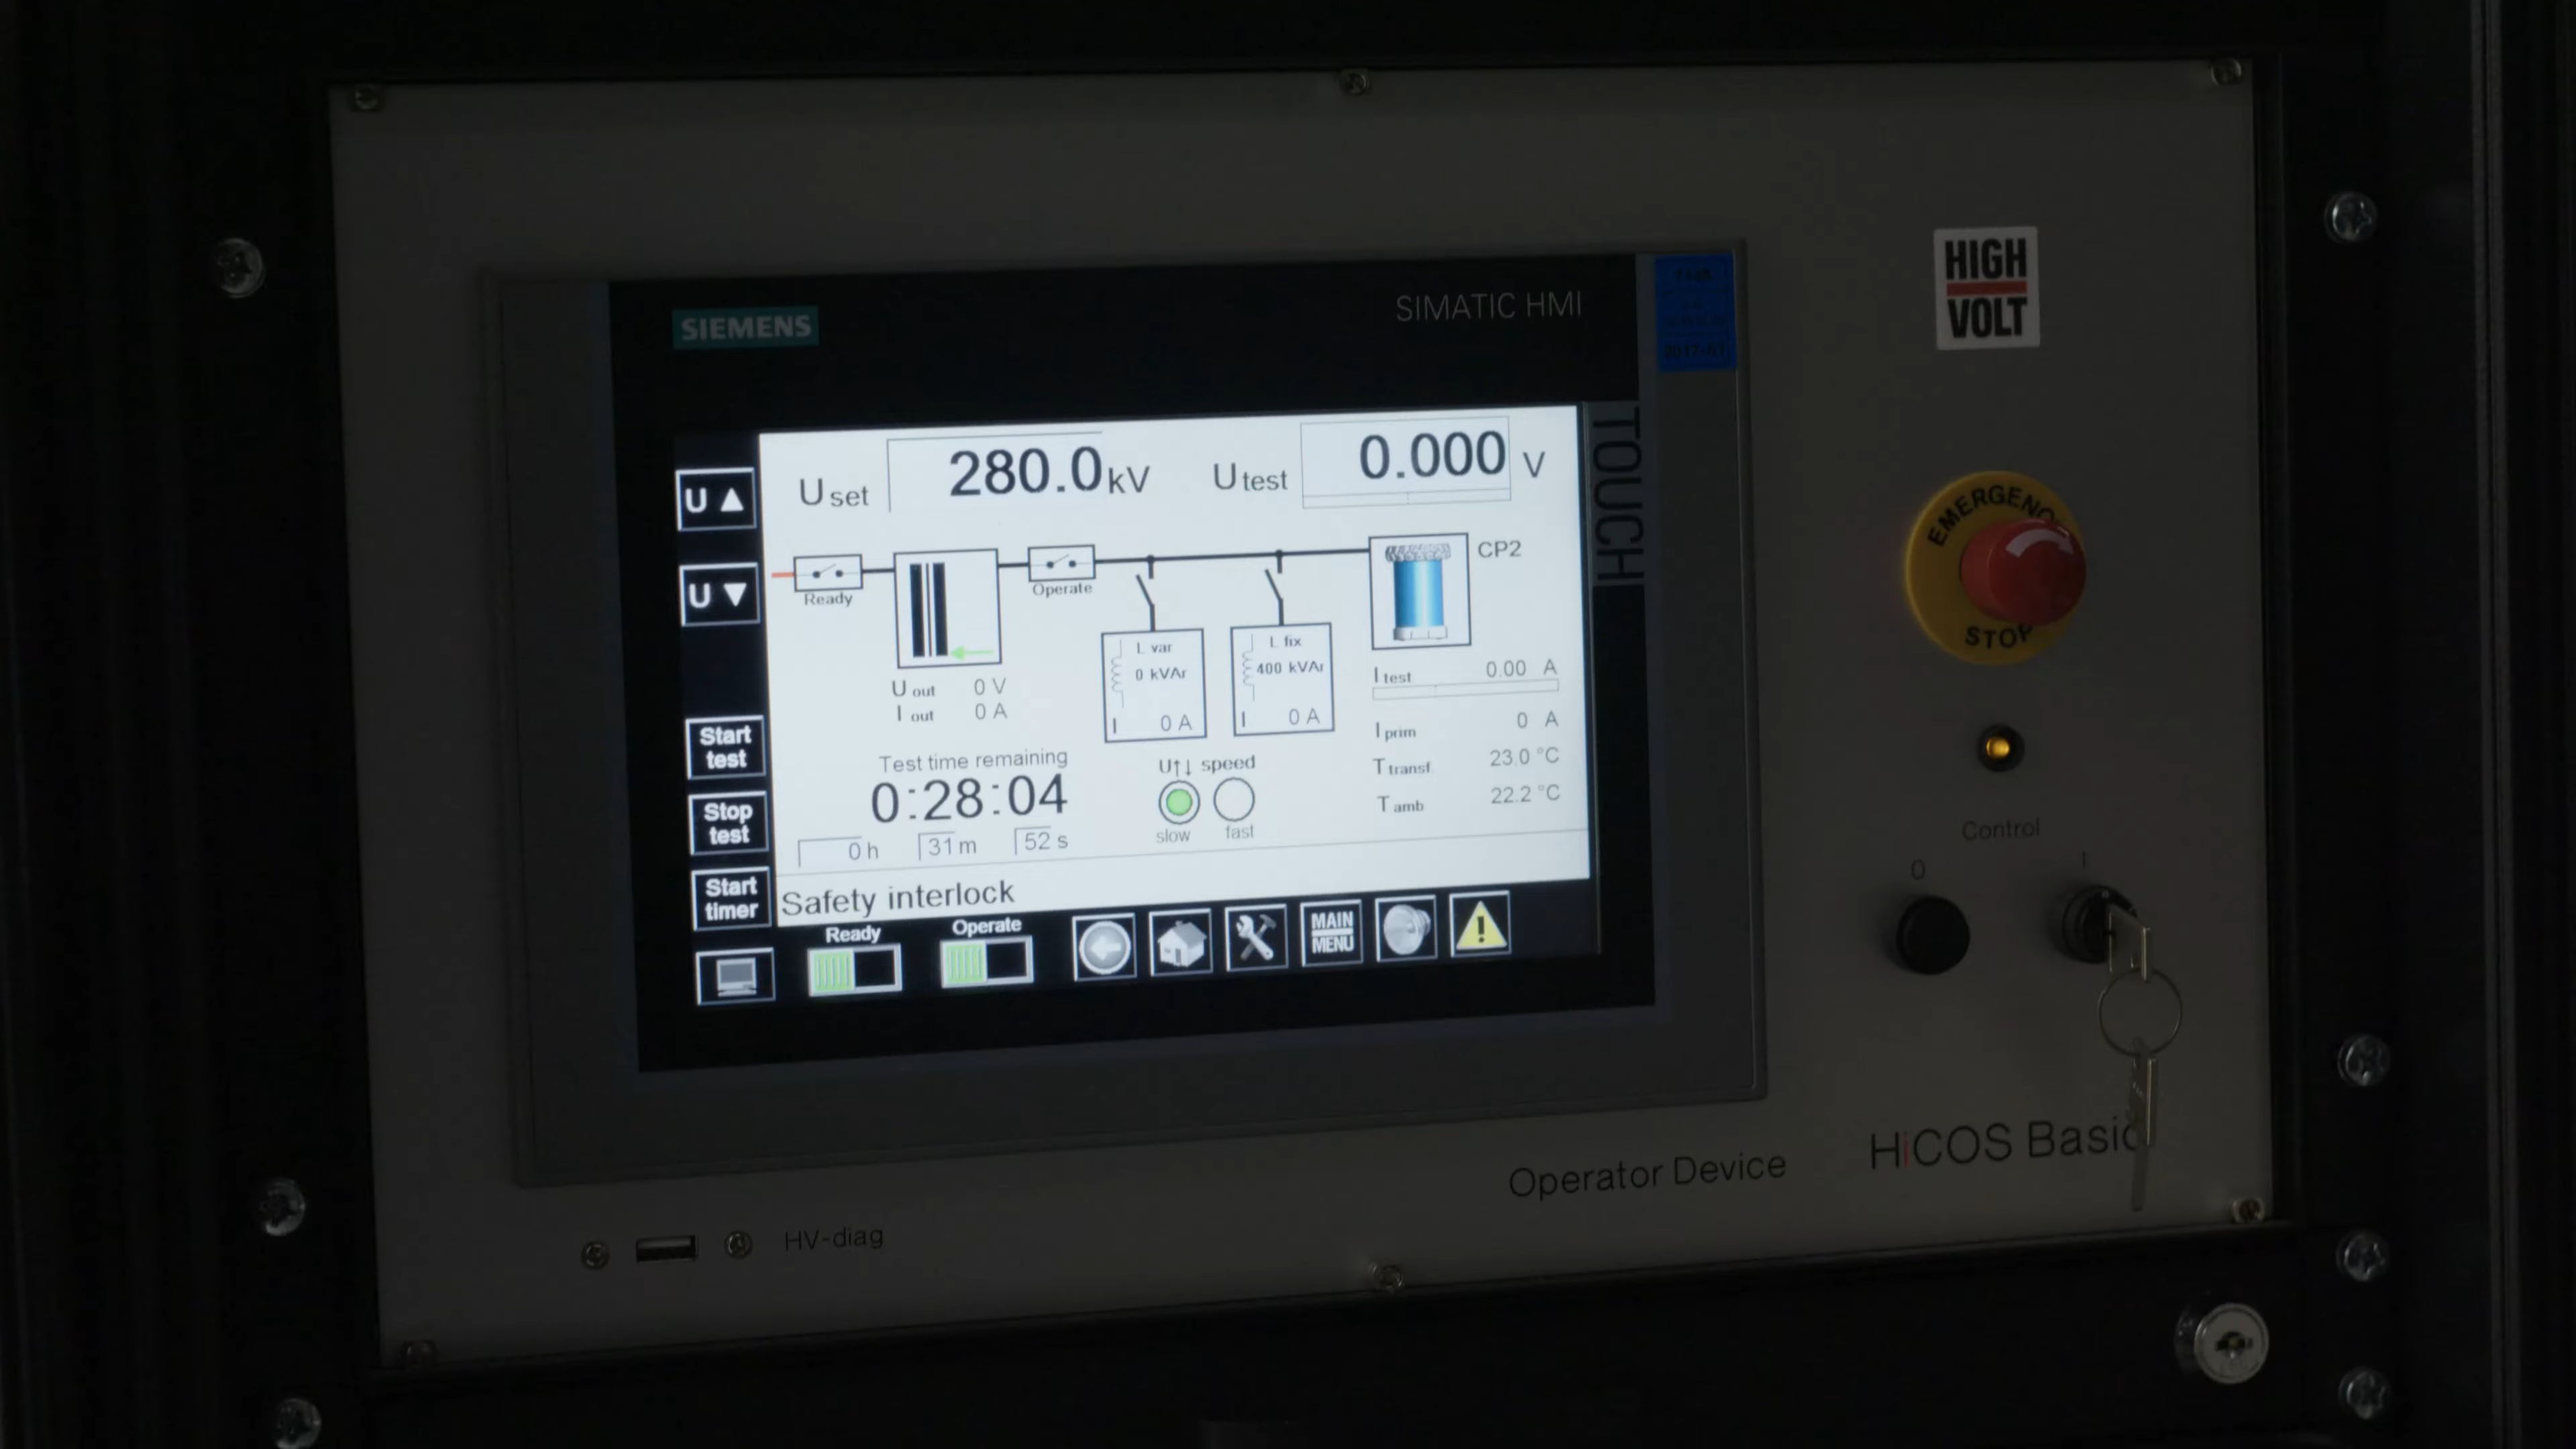 HIGH
VOLT
SIEMENS
SIMATIC HMI
TOUCH
U ▲
U set 280.0 kV U test 0.000 V
U ▼
Ready
Operate
CP2
L var
0 kVAr
I 0 A
L fix
400 kVAr
I 0 A
U out 0 V
I out 0 A
I test 0.00 A
I prim 0 A
T transf. 23.0 °C
T amb 22.2 °C
Start
test
Stop
test
Start
timer
Test time remaining
0:28:04
0 h 31 m 52 s
U↑↓ speed
slow fast
Safety interlock
Ready
Operate
MAIN
MENU
EMERGENCY
STOP
Control
0 I
HiCOS Basic
Operator Device
HV-diag